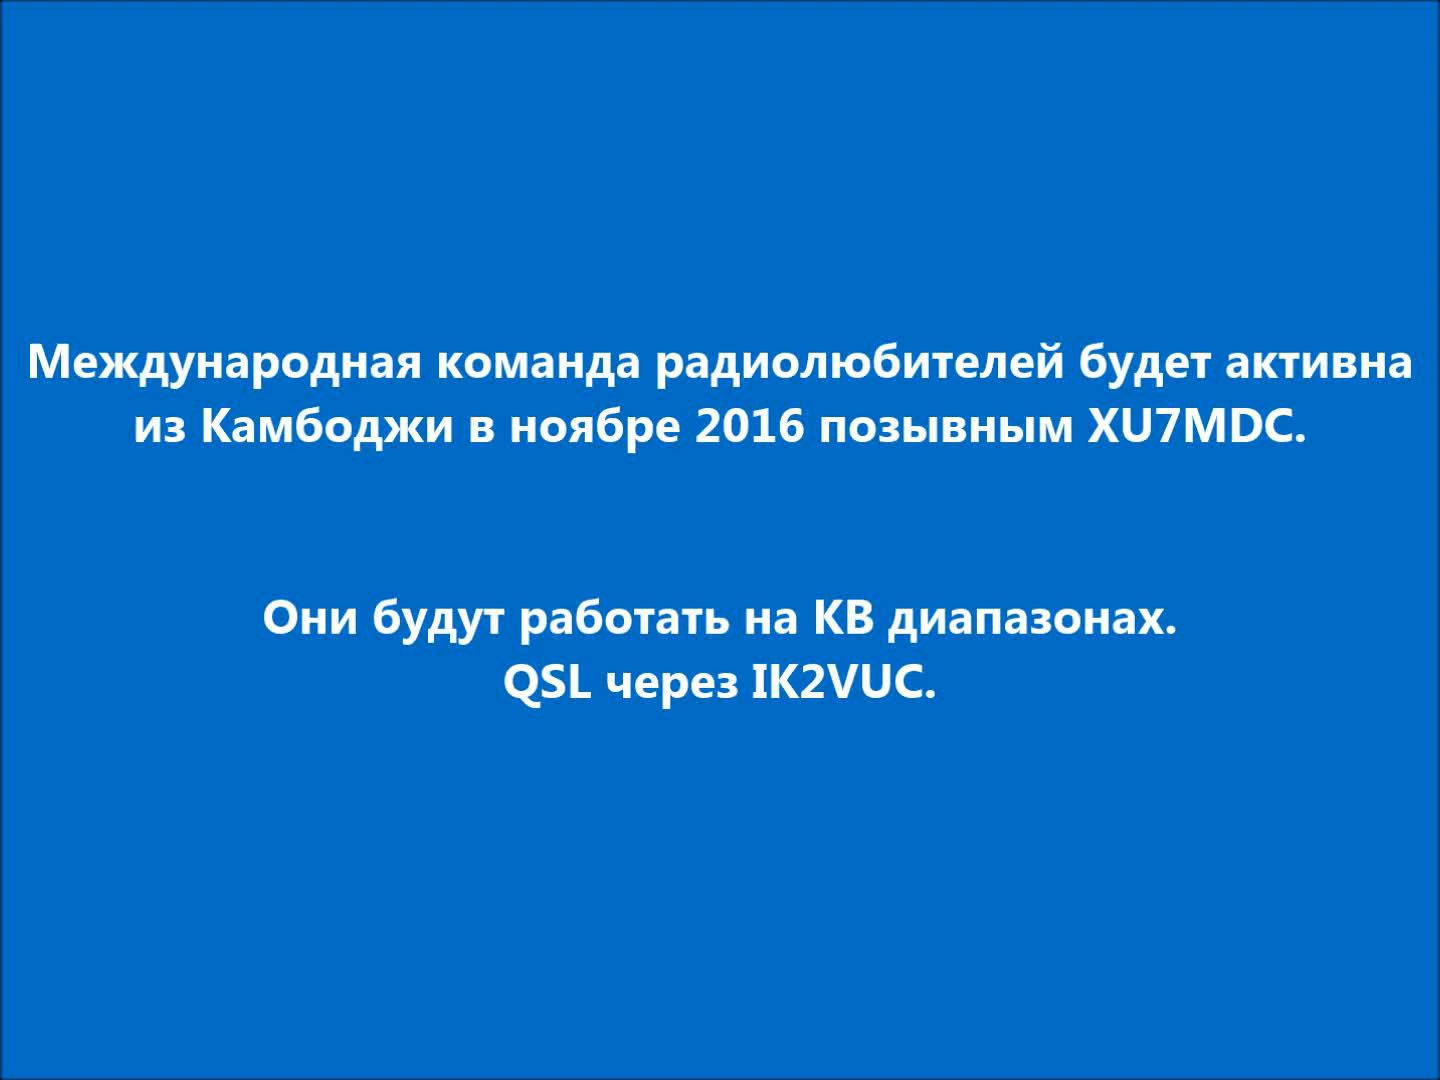 Международная команда радиолюбителей будет активна
из Камбоджи в ноябре 2016 позывным XU7MDC.
Они будут работать на КВ диапазонах.
QSL через IK2VUC.